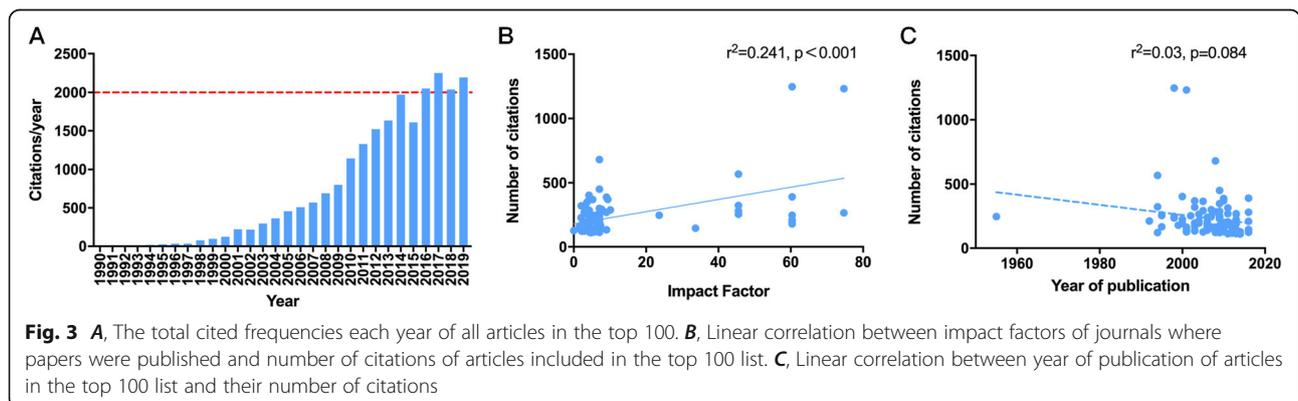 A
B
C
2500
2000
1500
1000
500
0
Citations/year
1990
1991
1992
1993
1994
1995
1996
1997
1998
1999
2000
2001
2002
2003
2004
2005
2006
2007
2008
2009
2010
2011
2012
2013
2014
2015
2016
2017
2018
2019
Year
r²=0.241, p<0.001
1500
1000
500
0
Number of citations
0 20 40 60 80
Impact Factor
r²=0.03, p=0.084
1500
1000
500
0
Number of citations
1960 1980 2000 2020
Year of publication
Fig. 3 A, The total cited frequencies each year of all articles in the top 100. B, Linear correlation between impact factors of journals where
papers were published and number of citations of articles included in the top 100 list. C, Linear correlation between year of publication of articles
in the top 100 list and their number of citations